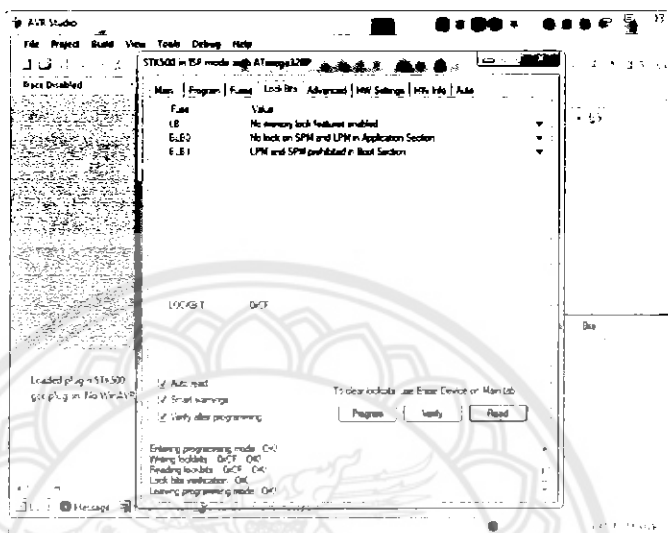 AVR Studio
File Project Build View Tools Debug Help
STK500 in ISP mode with ATmega328P
Trace Disabled
Main Program Fuses Lock Bits Advanced HW Settings HW Info Auto
Fuse Value
LB No memory lock features enabled
BLB0 No lock on SPM and LPM in Application Section
BLB1 LPM and SPM prohibited in Boot Section
LOCKBIT 0xCF
Loaded plug-in STK500
gcc plug-in: No WinAVR
Auto read
Smart warnings
Verify after programming
To clear lockbits, use Erase Device on Main tab
Program Verify Read
Entering programming mode.. OK!
Writing lockbits.. 0xCF.. OK!
Reading lockbits.. 0xCF.. OK!
Lock bits verification.. OK
Leaving programming mode.. OK!
Message